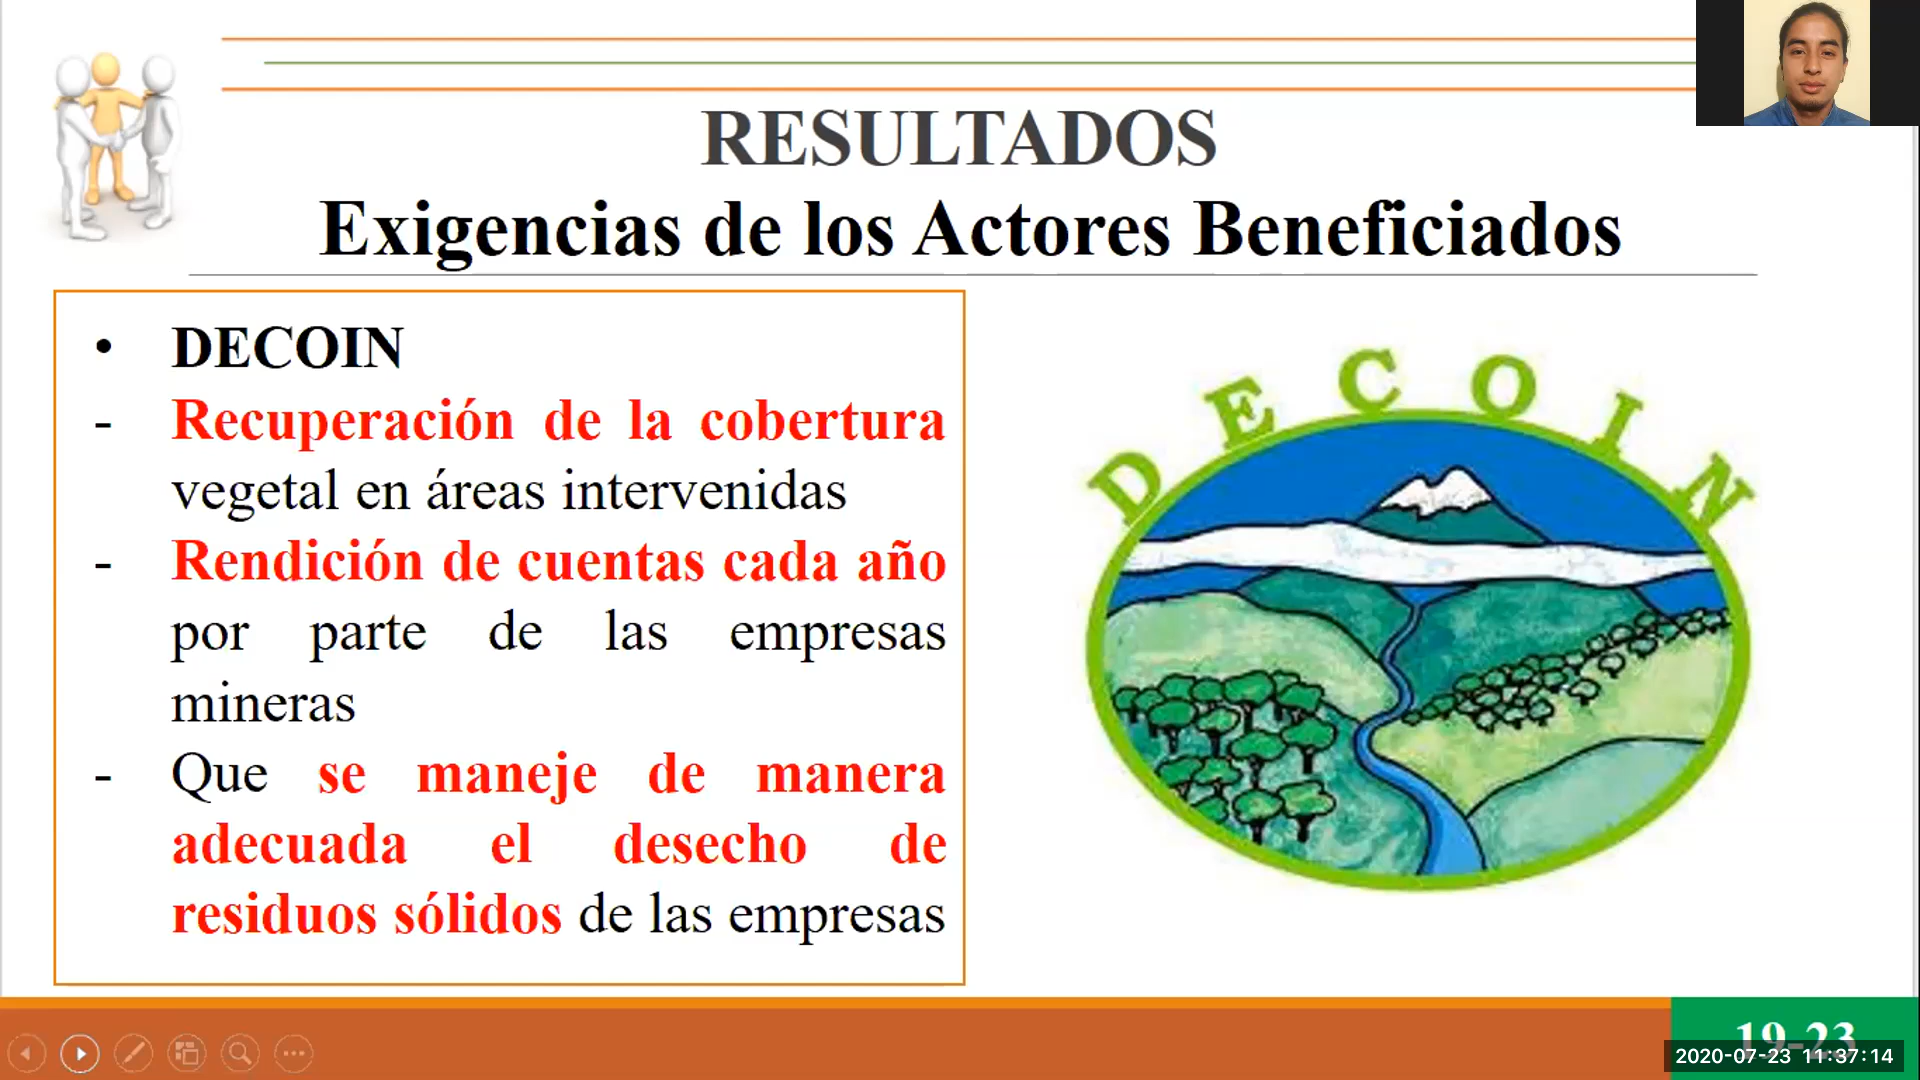 RESULTADOS
Exigencias de los Actores Beneficiados
• DECOIN
- Recuperación de la cobertura
vegetal en áreas intervenidas
- Rendición de cuentas cada año
por parte de las empresas
mineras
- Que se maneje de manera
adecuada el desecho de
residuos sólidos de las empresas
DECOIN
19-23
2020-07-23 11:37:14